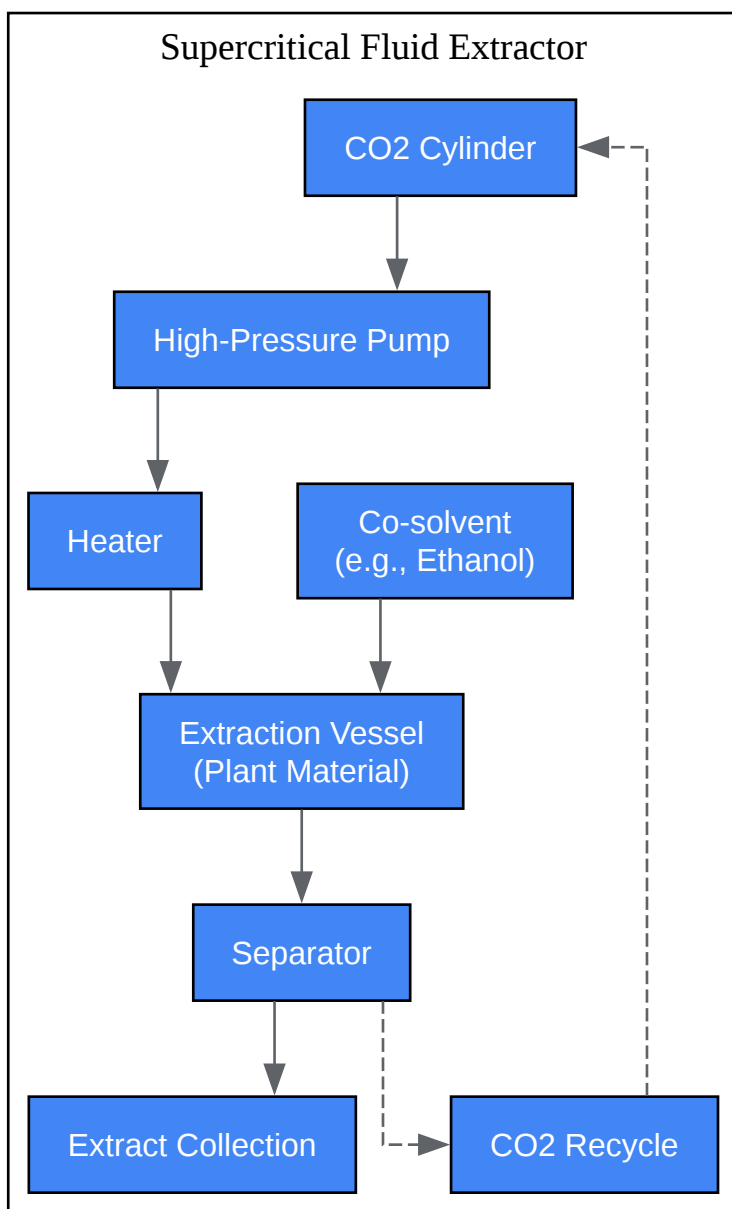 Supercritical Fluid Extractor
CO2 Cylinder
High-Pressure Pump
Heater
Co-solvent
(e.g., Ethanol)
Extraction Vessel
(Plant Material)
Separator
Extract Collection
CO2 Recycle